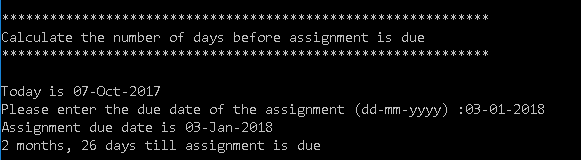 ************************************************************
Calculate the number of days before assignment is due
************************************************************
Today is 07-Oct-2017
Please enter the due date of the assignment (dd-mm-yyyy) :03-01-2018
Assignment due date is 03-Jan-2018
2 months, 26 days till assignment is due